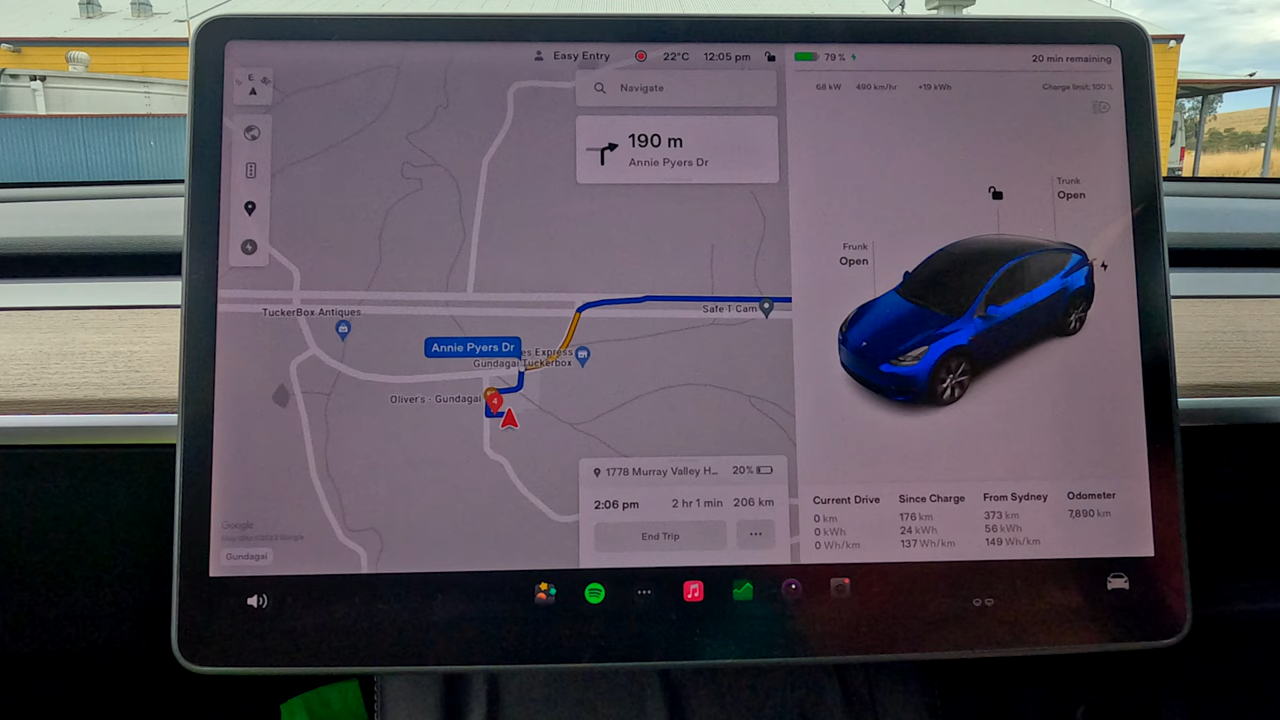 Easy Entry 22°C 12:05 pm
79 %
20 min remaining
E
Navigate
68 kW 490 km/hr +19 kWh
Charge limit: 100 %
190 m
Annie Pyers Dr
Trunk
Open
Frunk
Open
TuckerBox Antiques
Safe T Cam
Annie Pyers Dr
es Express
Gundagai Tuckerbox
Oliver's - Gundagai
4
1778 Murray Valley H... 20%
2:06 pm 2 hr 1 min 206 km
End Trip
Current Drive
0 km
0 kWh
0 Wh/km
Since Charge
176 km
24 kWh
137 Wh/km
From Sydney
373 km
56 kWh
149 Wh/km
Odometer
7,890 km
Google
Gundagai